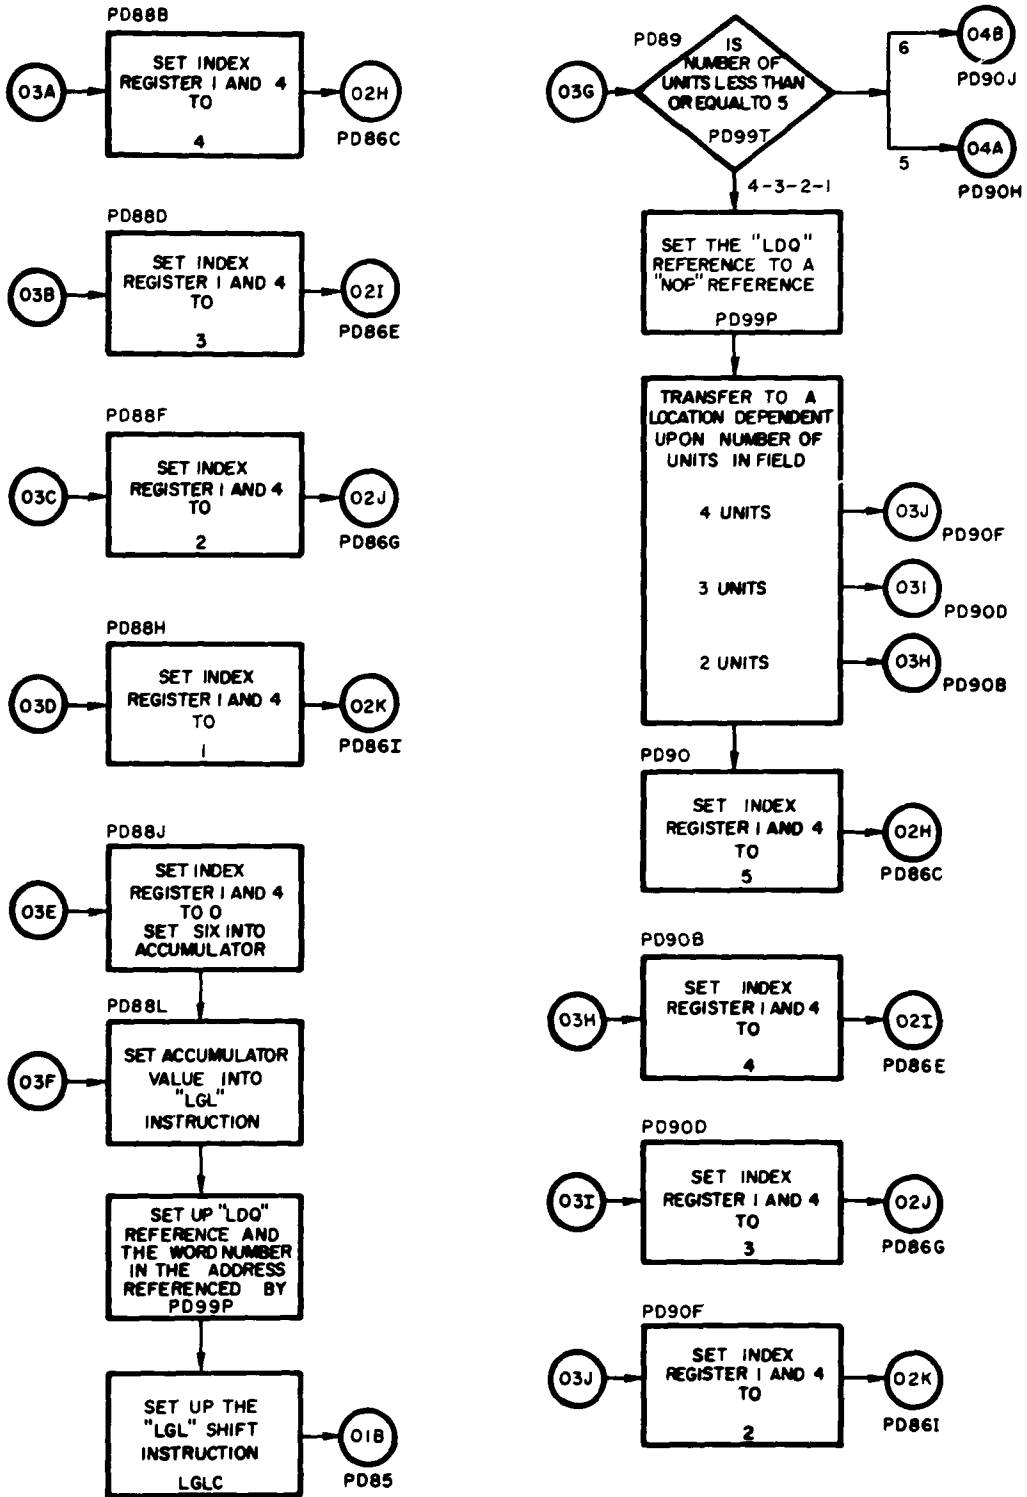 PD88B
03A
SET INDEX
REGISTER 1 AND 4
TO
4
02H
PD86C
PD88D
03B
SET INDEX
REGISTER 1 AND 4
TO
3
02I
PD86E
PD88F
03C
SET INDEX
REGISTER 1 AND 4
TO
2
02J
PD86G
PD88H
03D
SET INDEX
REGISTER 1 AND 4
TO
1
02K
PD86I
PD88J
03E
SET INDEX
REGISTER 1 AND 4
TO 0
SET SIX INTO
ACCUMULATOR
PD88L
03F
SET ACCUMULATOR
VALUE INTO
"LGL"
INSTRUCTION
SET UP "LDQ"
REFERENCE AND
THE WORD NUMBER
IN THE ADDRESS
REFERENCED BY
PD99P
SET UP THE
"LGL" SHIFT
INSTRUCTION
LGLC
01B
PD85
PD89
03G
IS
NUMBER OF
UNITS LESS THAN
OR EQUAL TO 5
PD99T
6
04B
PD90J
5
04A
PD90H
4-3-2-1
SET THE "LDQ"
REFERENCE TO A
"NOP" REFERENCE
PD99P
TRANSFER TO A
LOCATION DEPENDENT
UPON NUMBER OF
UNITS IN FIELD
4 UNITS
03J
PD90F
3 UNITS
03I
PD90D
2 UNITS
03H
PD90B
PD90
SET INDEX
REGISTER 1 AND 4
TO
5
02H
PD86C
PD90B
03H
SET INDEX
REGISTER 1 AND 4
TO
4
02I
PD86E
PD90D
03I
SET INDEX
REGISTER 1 AND 4
TO
3
02J
PD86G
PD90F
03J
SET INDEX
REGISTER 1 AND 4
TO
2
02K
PD86I